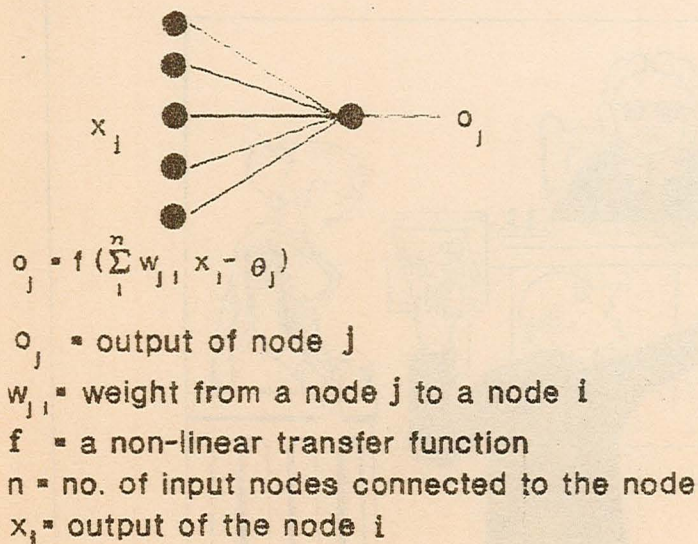 x_i o_j
o_j = f (∑_i^n w_ji x_i - θ_j)
o_j = output of node j
w_ji = weight from a node j to a node i
f = a non-linear transfer function
n = no. of input nodes connected to the node
x_i = output of the node i